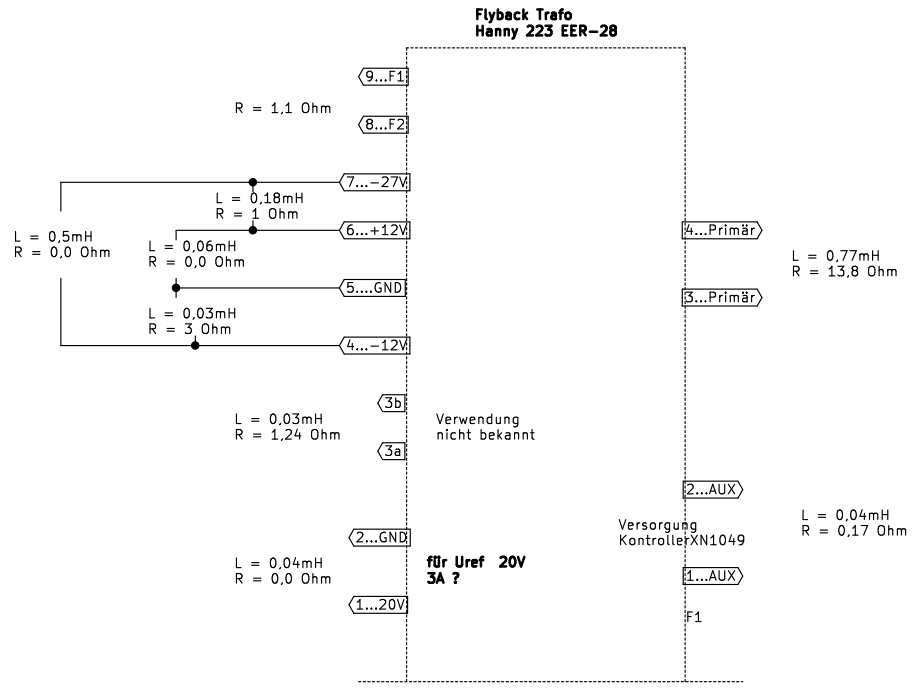 Flyback Trafo
Hanny 223 EER-28
9...F1
R = 1,1 Ohm
8...F2
7...-27V
L = 0,18mH
R = 1 Ohm
6...+12V
4...Primär
L = 0,5mH
R = 0,0 Ohm
L = 0,06mH
R = 0,0 Ohm
L = 0,77mH
R = 13,8 Ohm
5....GND
3...Primär
L = 0,03mH
R = 3 Ohm
4...-12V
3b
L = 0,03mH
R = 1,24 Ohm
Verwendung
nicht bekannt
3a
2...AUX
L = 0,04mH
R = 0,17 Ohm
Versorgung
KontrollerXN1049
2...GND
L = 0,04mH
R = 0,0 Ohm
für Uref 20V
3A ?
1...AUX
1...20V
F1